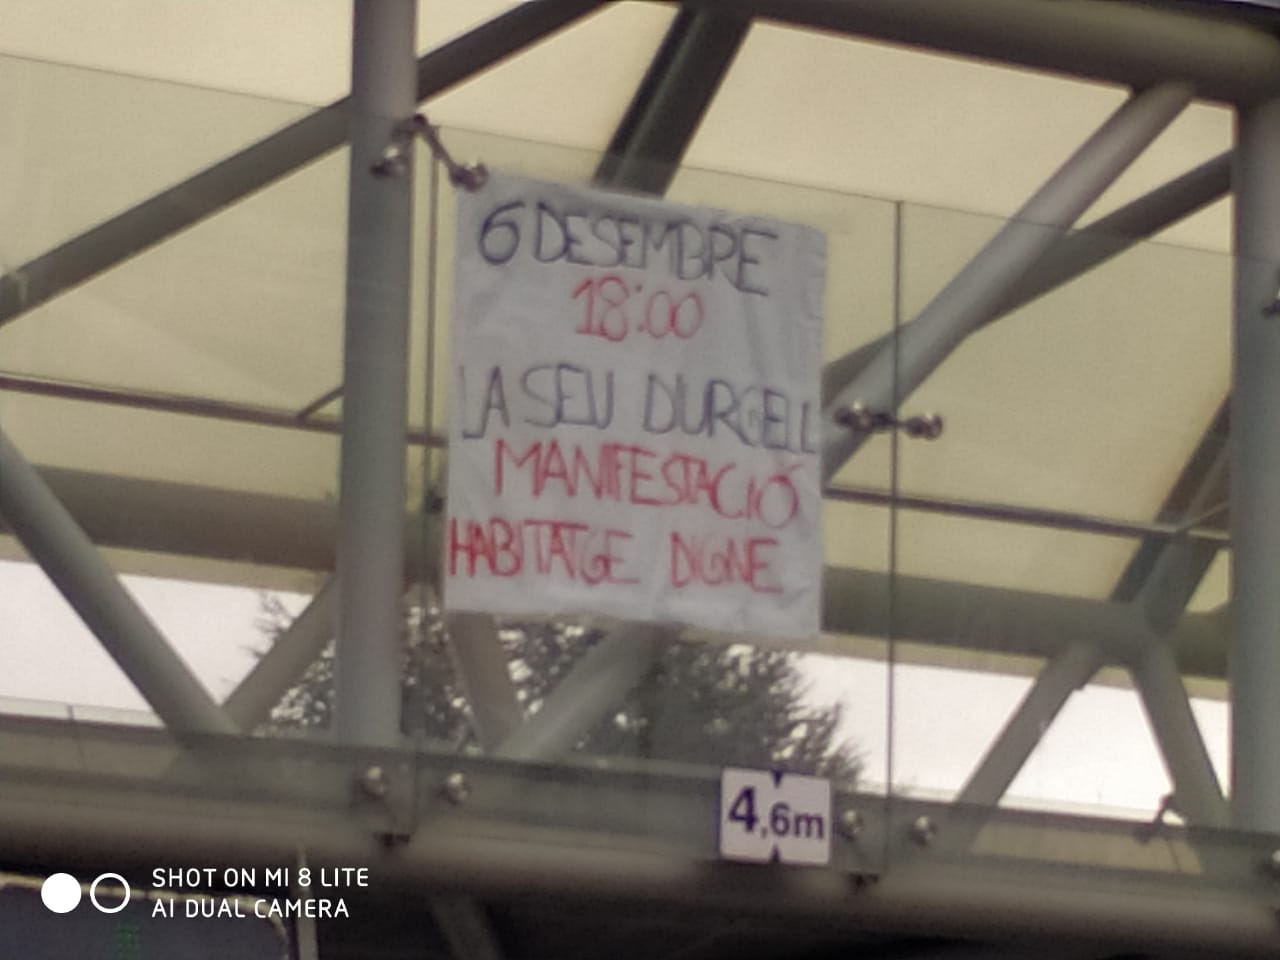 6 DESEMBRE
18:00
LA SEU DURGELL
MANIFESTACIÓ
HABITATGE DIGNE
4,6m
SHOT ON MI 8 LITE
AI DUAL CAMERA